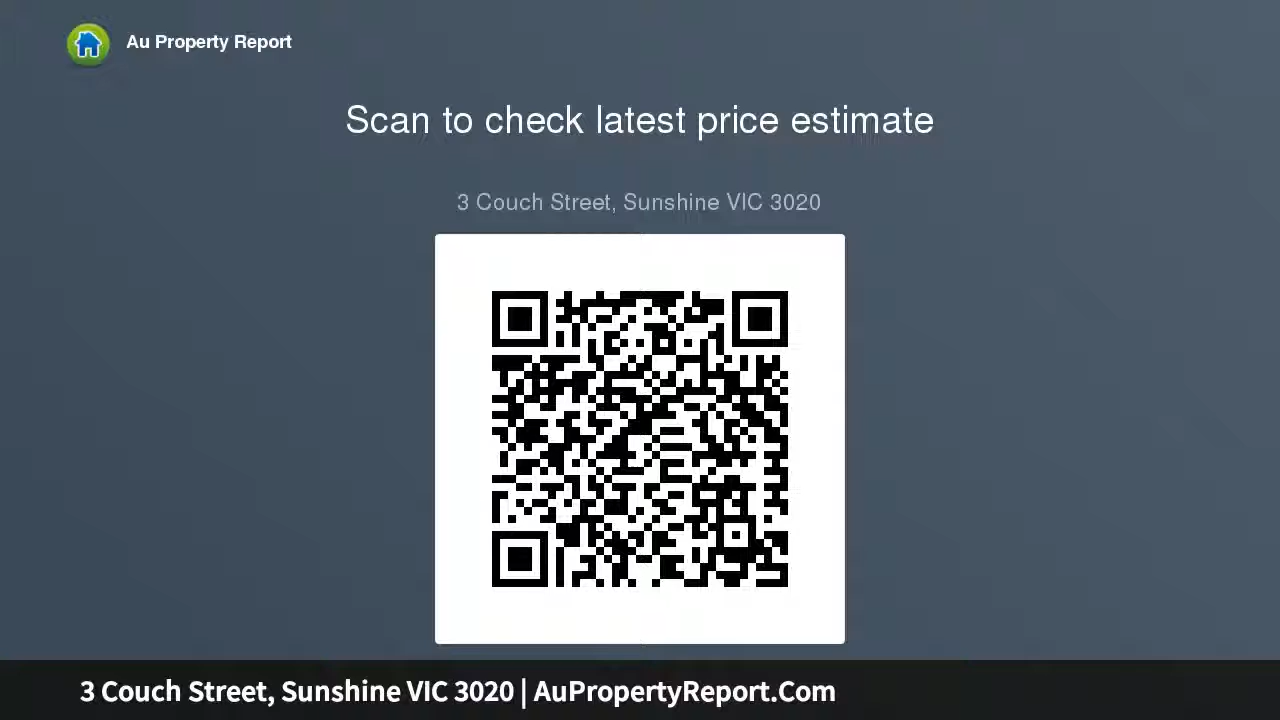 Au Property Report
Scan to check latest price estimate
3 Couch Street, Sunshine VIC 3020
3 Couch Street, Sunshine VIC 3020 | AuPropertyReport.Com